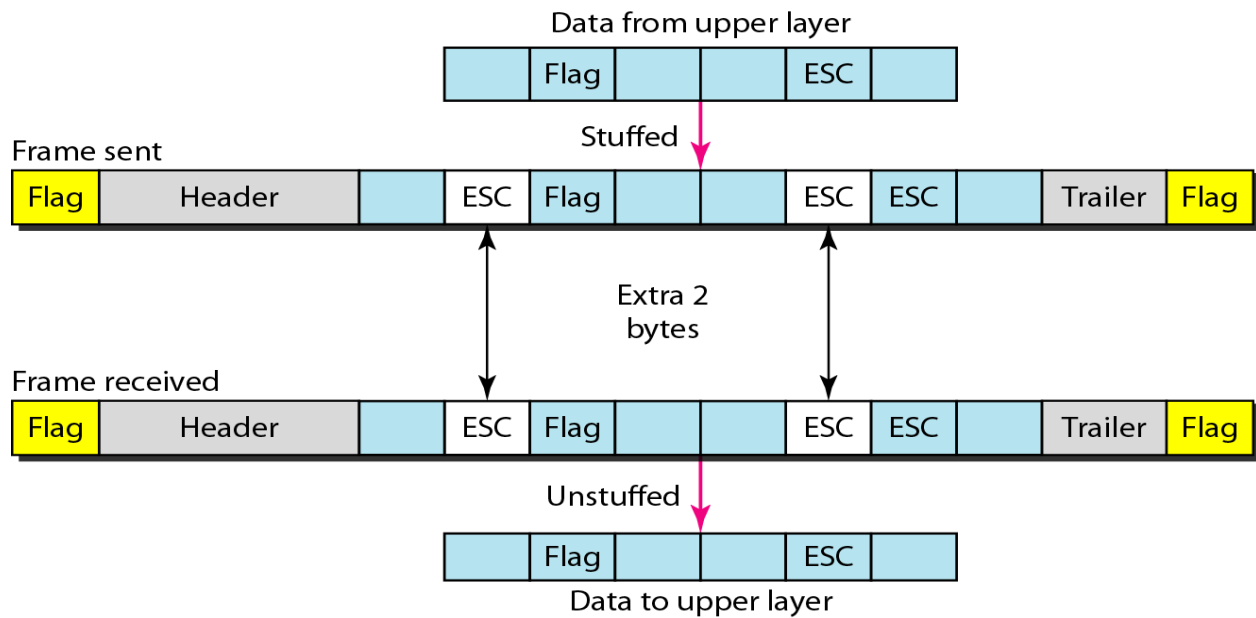 Data from upper layer
Flag ESC
Stuffed
Frame sent
Flag Header ESC Flag ESC ESC Trailer Flag
Extra 2
bytes
Frame received
Flag Header ESC Flag ESC ESC Trailer Flag
Unstuffed
Flag ESC
Data to upper layer